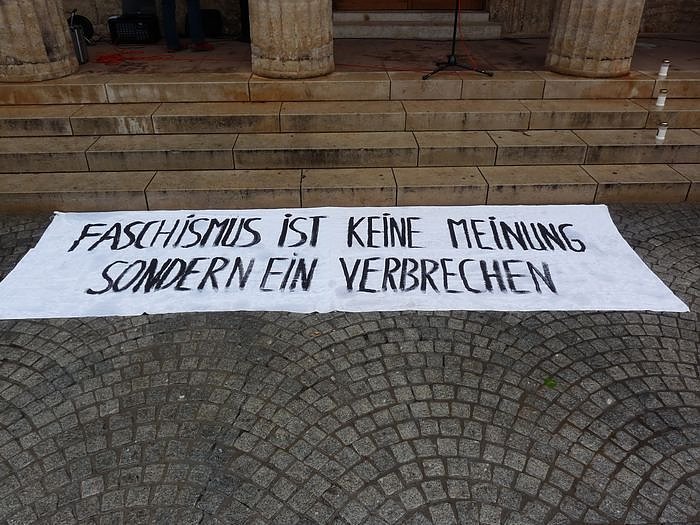 FASCHISMUS IST KEINE MEINUNG
SONDERN EIN VERBRECHEN